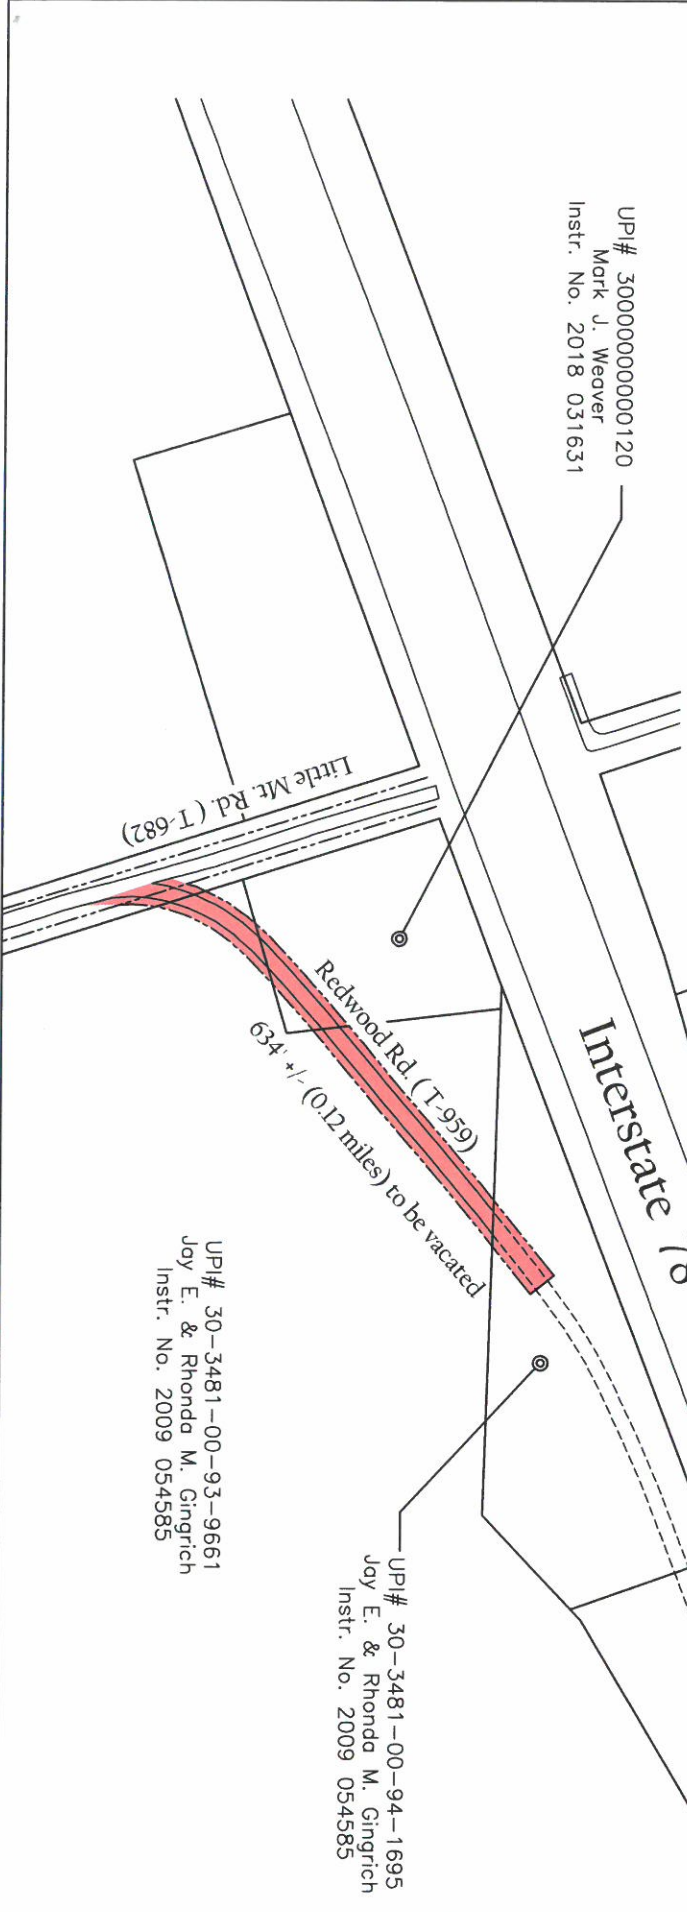 UPI# 30000000000120
Mark J. Weaver
Instr. No. 2018 031631
Little Mt. Rd. ( T-682)
Interstate 78
Redwood Rd. ( T-959)
634' +/- (0.12 miles) to be vacated
UPI# 30-3481-00-93-9661
Jay E. & Rhonda M. Gingrich
Instr. No. 2009 054585
UPI# 30-3481-00-94-1695
Jay E. & Rhonda M. Gingrich
Instr. No. 2009 054585